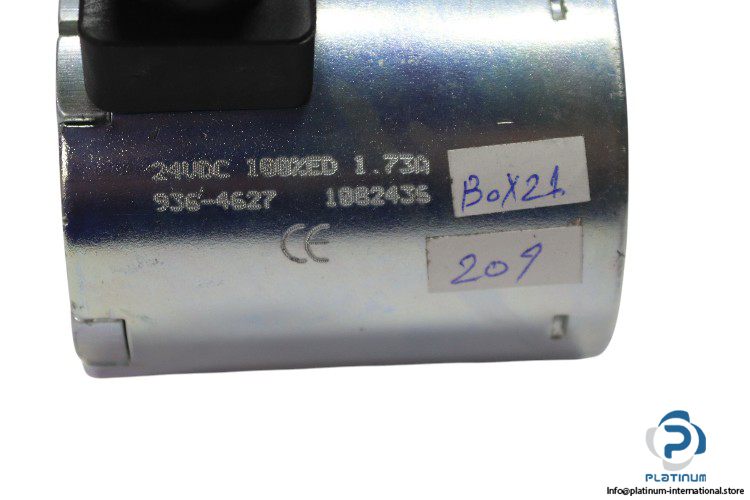 24VDC 100%ED 1.73A
936-4627 1082436
CE
BOX21
209
PLATINUM
Info@platinum-international.store